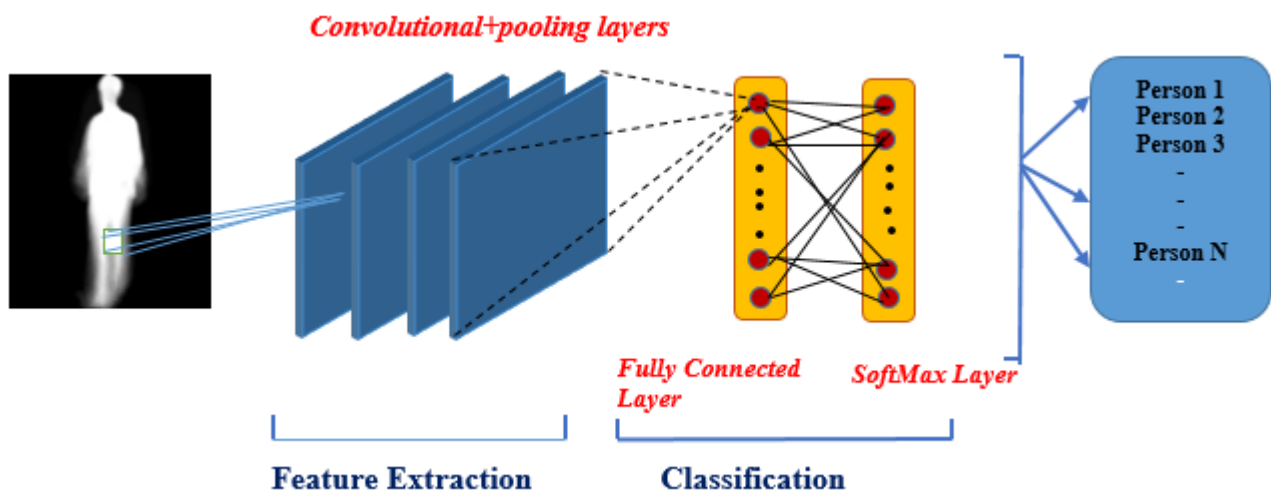 Convolutional+pooling layers
Person 1
Person 2
Person 3
-
-
-
Person N
-
Fully Connected
Layer
SoftMax Layer
Feature Extraction
Classification